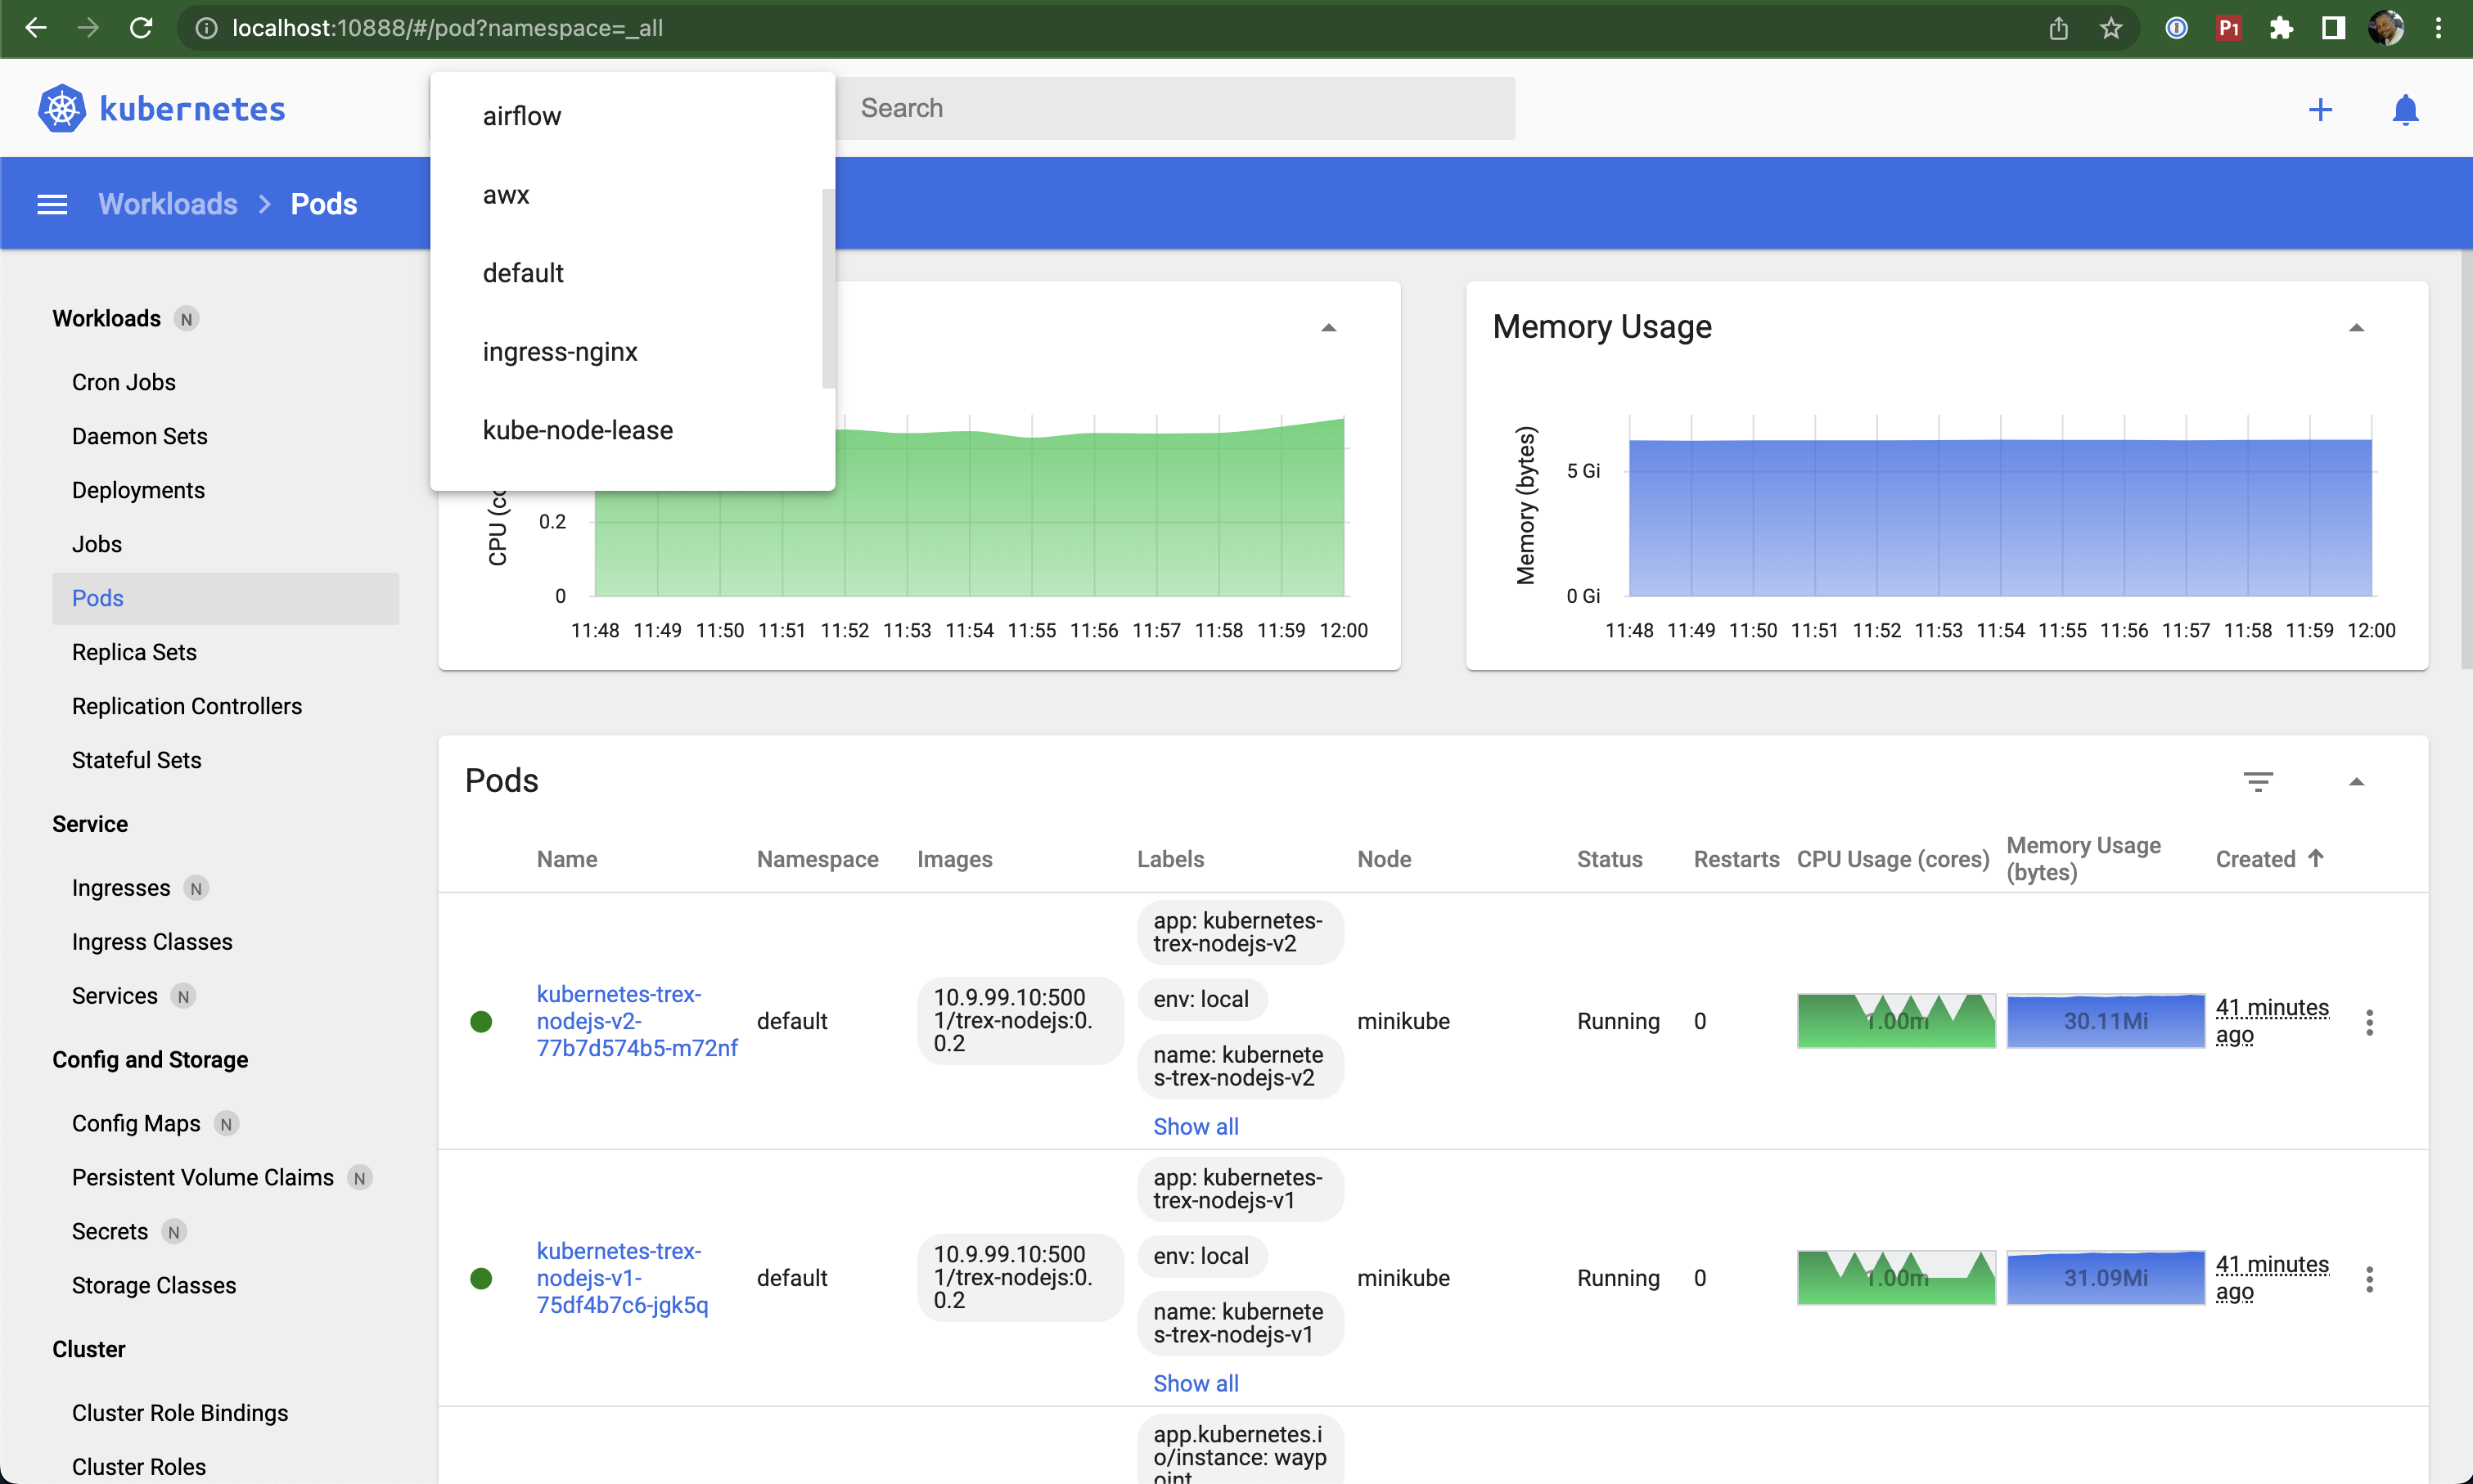 localhost:10888/#/pod?namespace=_all
P1
kubernetes
Search
airflow
awx
default
ingress-nginx
kube-node-lease
Workloads
Pods
Workloads N
Cron Jobs
Daemon Sets
Deployments
Jobs
Pods
Replica Sets
Replication Controllers
Stateful Sets
Service
Ingresses N
Ingress Classes
Services N
Config and Storage
Config Maps N
Persistent Volume Claims N
Secrets N
Storage Classes
Cluster
Cluster Role Bindings
Cluster Roles
CPU (co
0.2
0
11:48 11:49 11:50 11:51 11:52 11:53 11:54 11:55 11:56 11:57 11:58 11:59 12:00
Memory Usage
Memory (bytes)
5 Gi
0 Gi
11:48 11:49 11:50 11:51 11:52 11:53 11:54 11:55 11:56 11:57 11:58 11:59 12:00
Pods
Name Namespace Images Labels Node Status Restarts CPU Usage (cores) Memory Usage
(bytes) Created
kubernetes-trex-
nodejs-v2-
77b7d574b5-m72nf
default
10.9.99.10:500
1/trex-nodejs:0.
0.2
app: kubernetes-
trex-nodejs-v2
env: local
name: kubernete
s-trex-nodejs-v2
Show all
minikube
Running
0
1.00m
30.11Mi
41 minutes
ago
kubernetes-trex-
nodejs-v1-
75df4b7c6-jgk5q
default
10.9.99.10:500
1/trex-nodejs:0.
0.2
app: kubernetes-
trex-nodejs-v1
env: local
name: kubernete
s-trex-nodejs-v1
Show all
minikube
Running
0
1.00m
31.09Mi
41 minutes
ago
app.kubernetes.i
o/instance: wayp
oint